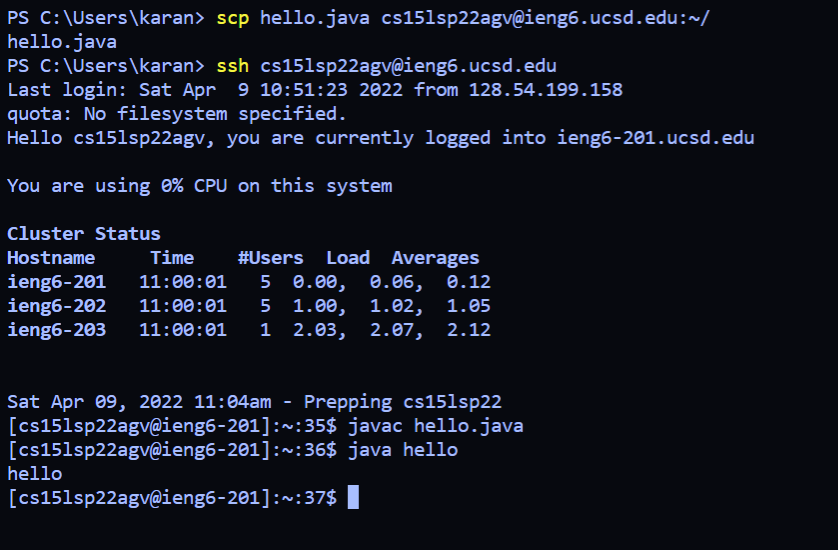 PS C:\Users\karan> scp hello.java cs15lsp22agv@ieng6.ucsd.edu:~/
hello.java
PS C:\Users\karan> ssh cs15lsp22agv@ieng6.ucsd.edu
Last login: Sat Apr  9 10:51:23 2022 from 128.54.199.158
quota: No filesystem specified.
Hello cs15lsp22agv, you are currently logged into ieng6-201.ucsd.edu
You are using 0% CPU on this system
Cluster Status
Hostname     Time    #Users  Load  Averages
ieng6-201   11:00:01   5  0.00,  0.06,  0.12
ieng6-202   11:00:01   5  1.00,  1.02,  1.05
ieng6-203   11:00:01   1  2.03,  2.07,  2.12
Sat Apr 09, 2022 11:04am - Prepping cs15lsp22
[cs15lsp22agv@ieng6-201]:~:35$ javac hello.java
[cs15lsp22agv@ieng6-201]:~:36$ java hello
hello
[cs15lsp22agv@ieng6-201]:~:37$